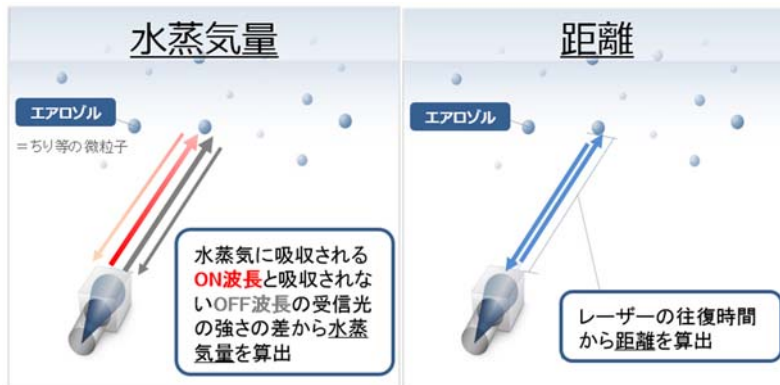 水蒸気量
エアロゾル
=ちり等の微粒子
水蒸気に吸収される
ON波長と吸収されな
いOFF波長の受信光
の強さの差から水蒸
気量を算出
距離
エアロゾル
レーザーの往復時間
から距離を算出